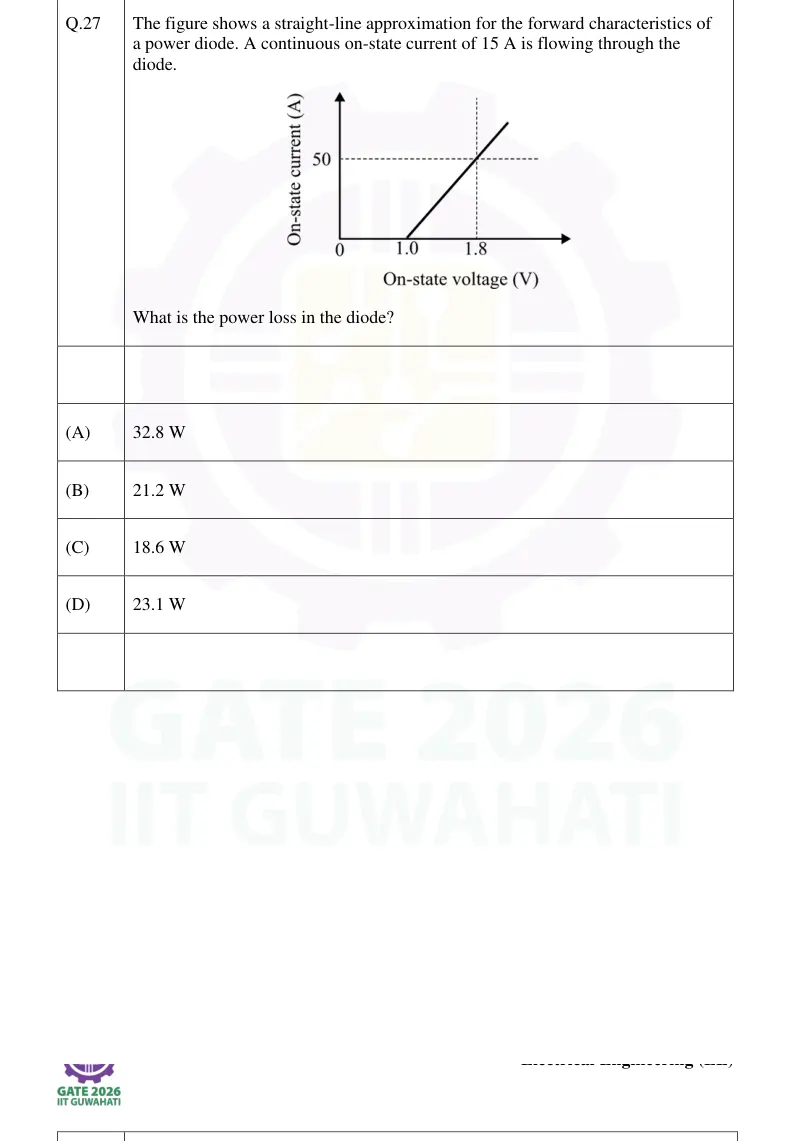 Q.27 The figure shows a straight-line approximation for the forward characteristics of
a power diode. A continuous on-state current of 15 A is flowing through the
diode.
On-state current (A)
50
0 1.0 1.8
On-state voltage (V)
What is the power loss in the diode?
(A) 32.8 W
(B) 21.2 W
(C) 18.6 W
(D) 23.1 W
GATE 2026
IIT GUWAHATI
GATE 2026
IIT GUWAHATI